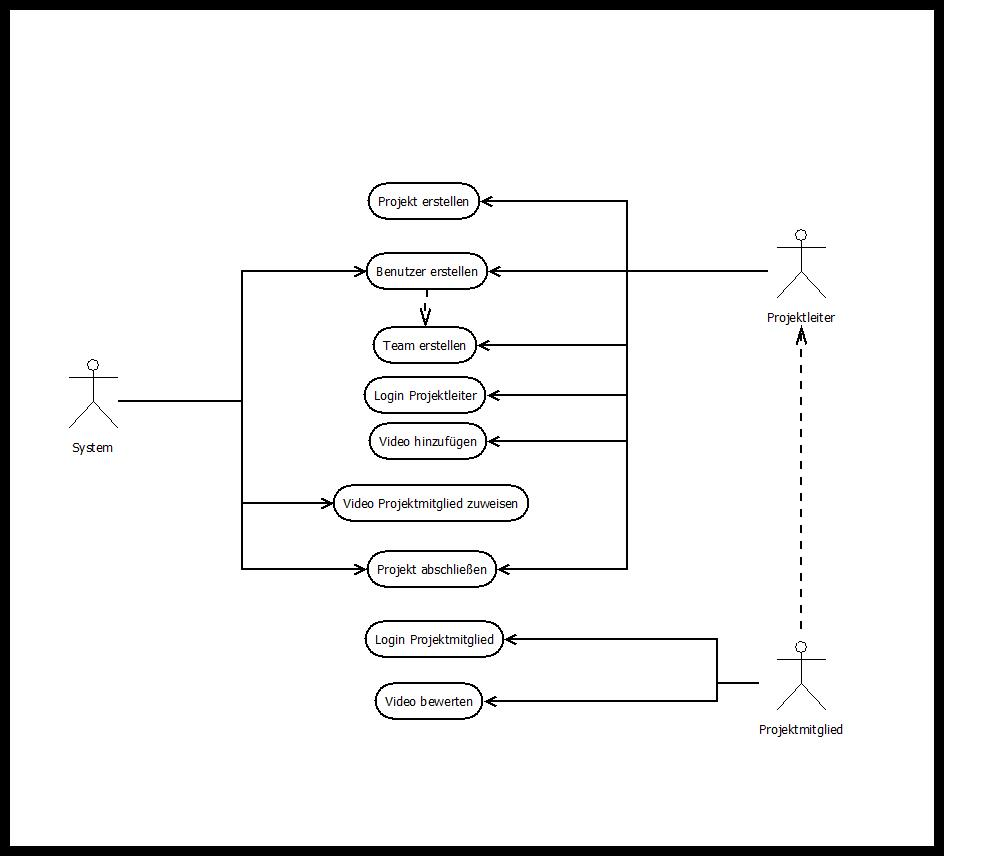 Projekt erstellen
Benutzer erstellen
Projektleiter
Team erstellen
Login Projektleiter
Video hinzufügen
System
Video Projektmitglied zuweisen
Projekt abschließen
Login Projektmitglied
Video bewerten
Projektmitglied